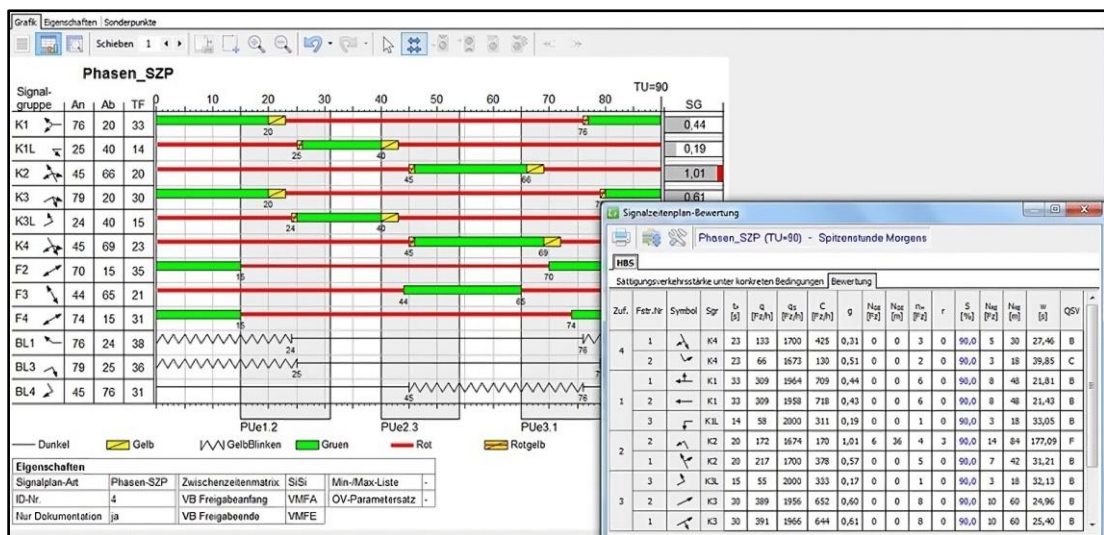 Grafik Eigenschaften Sonderpunkte
Schieben 1
Phasen_SZP
TU=90
Signal-
gruppe An Ab TF 0 10 20 30 40 50 60 70 80 SG
K1 76 20 33 20 76 0,44
K1L 25 40 14 25 40 0,19
K2 45 66 20 45 66 1,01
K3 79 20 30 20 0,61
K3L 24 40 15 24 40
K4 45 69 23 45 69
F2 70 15 35 15 70
F3 44 65 21 44 65
F4 74 15 31 15 74
BL1 76 24 38 24 76
BL3 79 25 36 25
BL4 45 76 31 45 76
PUe1.2 PUe2.3 PUe3.1
Dunkel Gelb GelbBlinken Gruen Rot Rotgelb
Eigenschaften
Signalplan-Art Phasen-SZP Zwischenzeitenmatrix SiSi Min-/Max-Liste -
ID-Nr. 4 VB Freigabeanfang VMFA ÖV-Parametersatz -
Nur Dokumentation ja VB Freigabeende VMFE
Signalzeitenplan-Bewertung
Phasen_SZP (TU=90) - Spitzenstunde Morgens
HBS
Sättigungsverkehrsstärke unter konkreten Bedingungen Bewertung
Zuf. Fstr.Nr Symbol Sgr [s] q [Fz/h] qs [Fz/h] C [Fz/h] g NGE [Fz] NGE [m] [Fz] r S [%] [Fz] [m] w [s] QSV
4 1 K4 23 133 1700 425 0,31 0 0 3 0 90,0 5 30 27,46 B
2 K4 23 66 1673 130 0,51 0 0 2 0 90,0 3 18 39,85 C
1 1 K1 33 309 1964 709 0,44 0 0 6 0 90,0 8 48 21,81 B
2 K1 33 309 1958 718 0,43 0 0 6 0 90,0 8 48 21,43 B
3 K1L 14 58 2000 311 0,19 0 0 1 0 90,0 3 18 33,05 B
2 2 K2 20 172 1674 170 1,01 6 36 4 3 90,0 14 84 177,09 F
1 K2 20 217 1700 378 0,57 0 0 5 0 90,0 7 42 31,21 B
3 3 K3L 15 55 2000 333 0,17 0 0 1 0 90,0 3 18 32,13 B
2 K3 30 389 1956 652 0,60 0 0 8 0 90,0 10 60 24,96 B
1 K3 30 391 1966 644 0,61 0 0 8 0 90,0 10 60 25,40 B